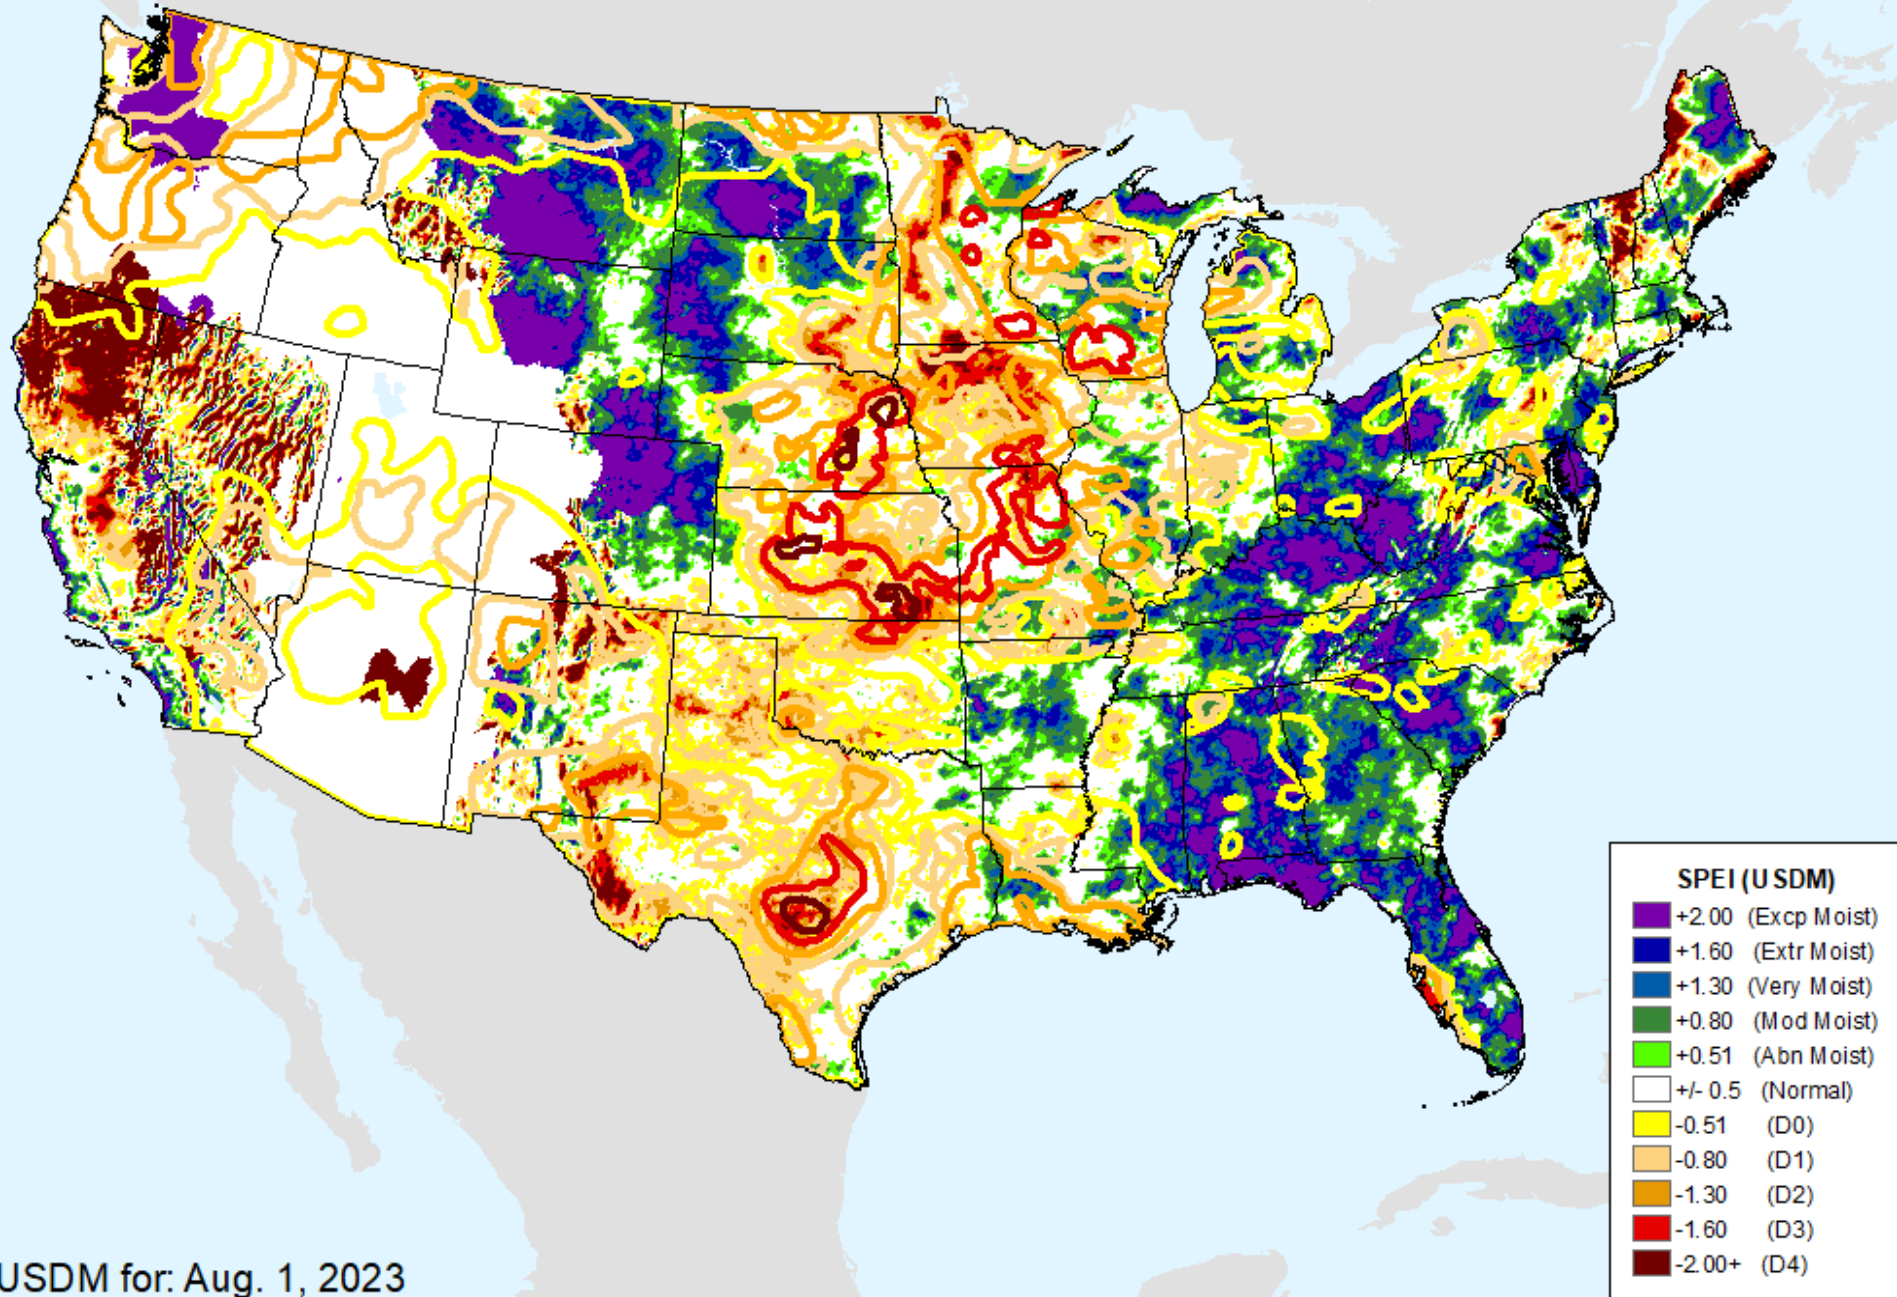 SPEI (USDM)
+2.00 (Excp Moist)
+1.60 (Extr Moist)
+1.30 (Very Moist)
+0.80 (Mod Moist)
+0.51 (Abn Moist)
+/- 0.5 (Normal)
-0.51 (D0)
-0.80 (D1)
-1.30 (D2)
-1.60 (D3)
-2.00+ (D4)
USDM for: Aug. 1, 2023